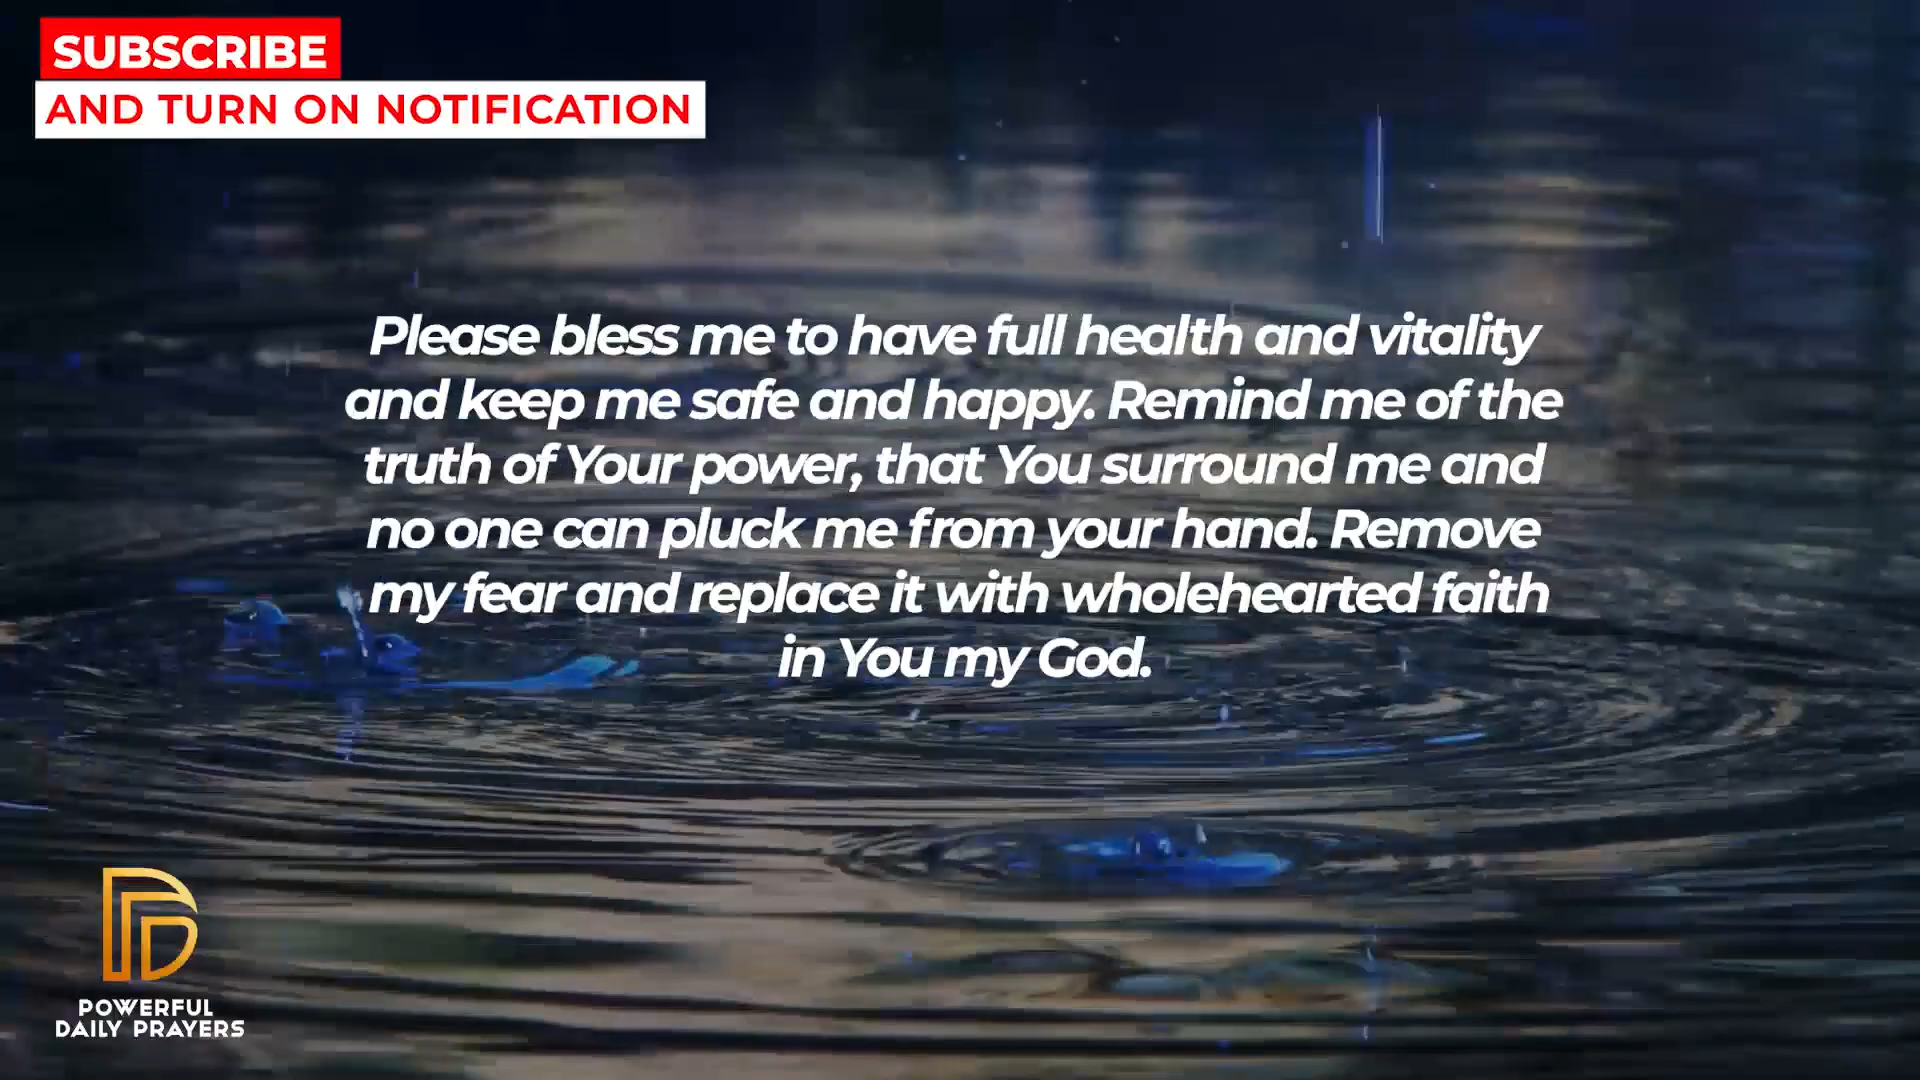 SUBSCRIBE
AND TURN ON NOTIFICATION
Please bless me to have full health and vitality
and keep me safe and happy. Remind me of the
truth of Your power, that You surround me and
no one can pluck me from your hand. Remove
my fear and replace it with wholehearted faith
in You my God.
POWERFUL
DAILY PRAYERS